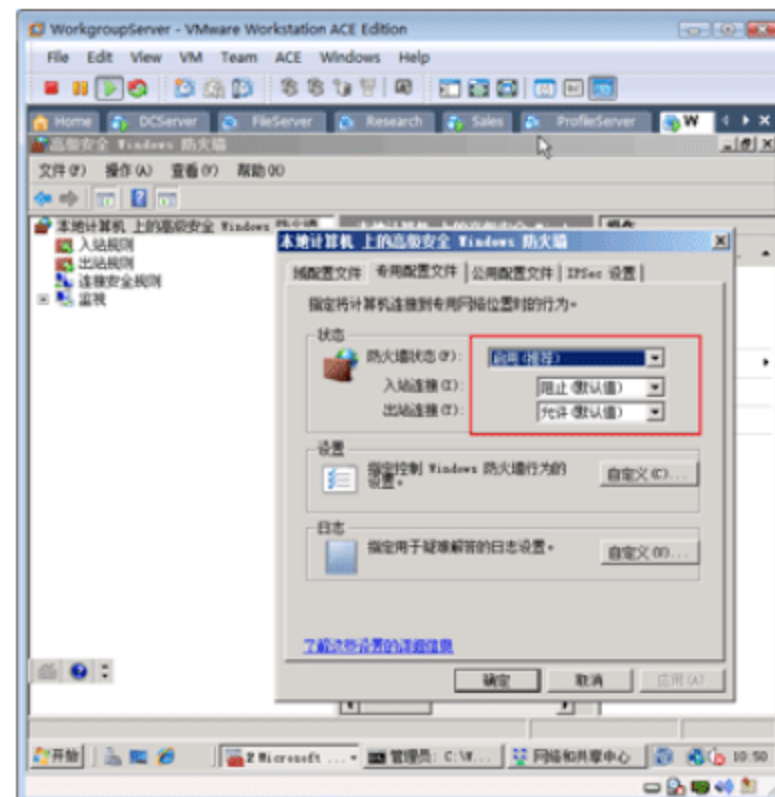 WorkgroupServer - VMware Workstation ACE Edition
File Edit View VM Team ACE Windows Help
Home DCServer FileServer Research Sales ProfileServer W
高级安全 Windows 防火墙
文件(F) 操作(A) 查看(V) 帮助(H)
本地计算机 上的高级安全 Windows 防火墙
入站规则
出站规则
连接安全规则
监视
本地计算机 上的高级安全 Windows 防火墙
域配置文件 专用配置文件 公用配置文件 IPSec 设置
指定将计算机连接到专用网络位置时的行为。
状态
防火墙状态(F): 启用(推荐)
入站连接(I): 阻止(默认值)
出站连接(T): 允许(默认值)
设置
指定控制 Windows 防火墙行为的
设置。
自定义(C)...
日志
指定用于疑难解答的日志设置。
自定义(U)...
了解这些设置的详细信息
确定 取消 应用(A)
开始 2 Microsoft ... 管理员: C:\W... 网络和共享中心 10:50